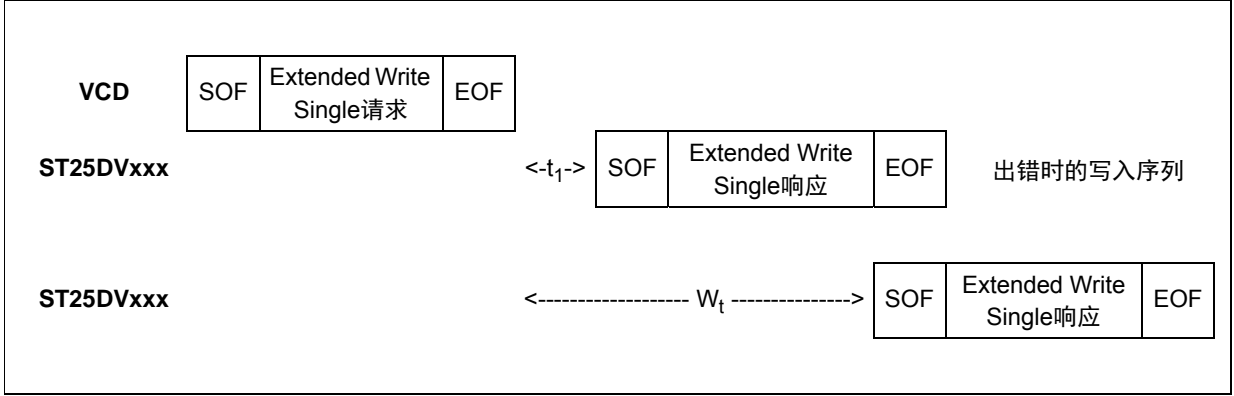 VCD SOF Extended Write Single请求 EOF
ST25DVxxx <-t1-> SOF Extended Write Single响应 EOF 出错时的写入序列
ST25DVxxx <------------------- Wt ---------------> SOF Extended Write Single响应 EOF